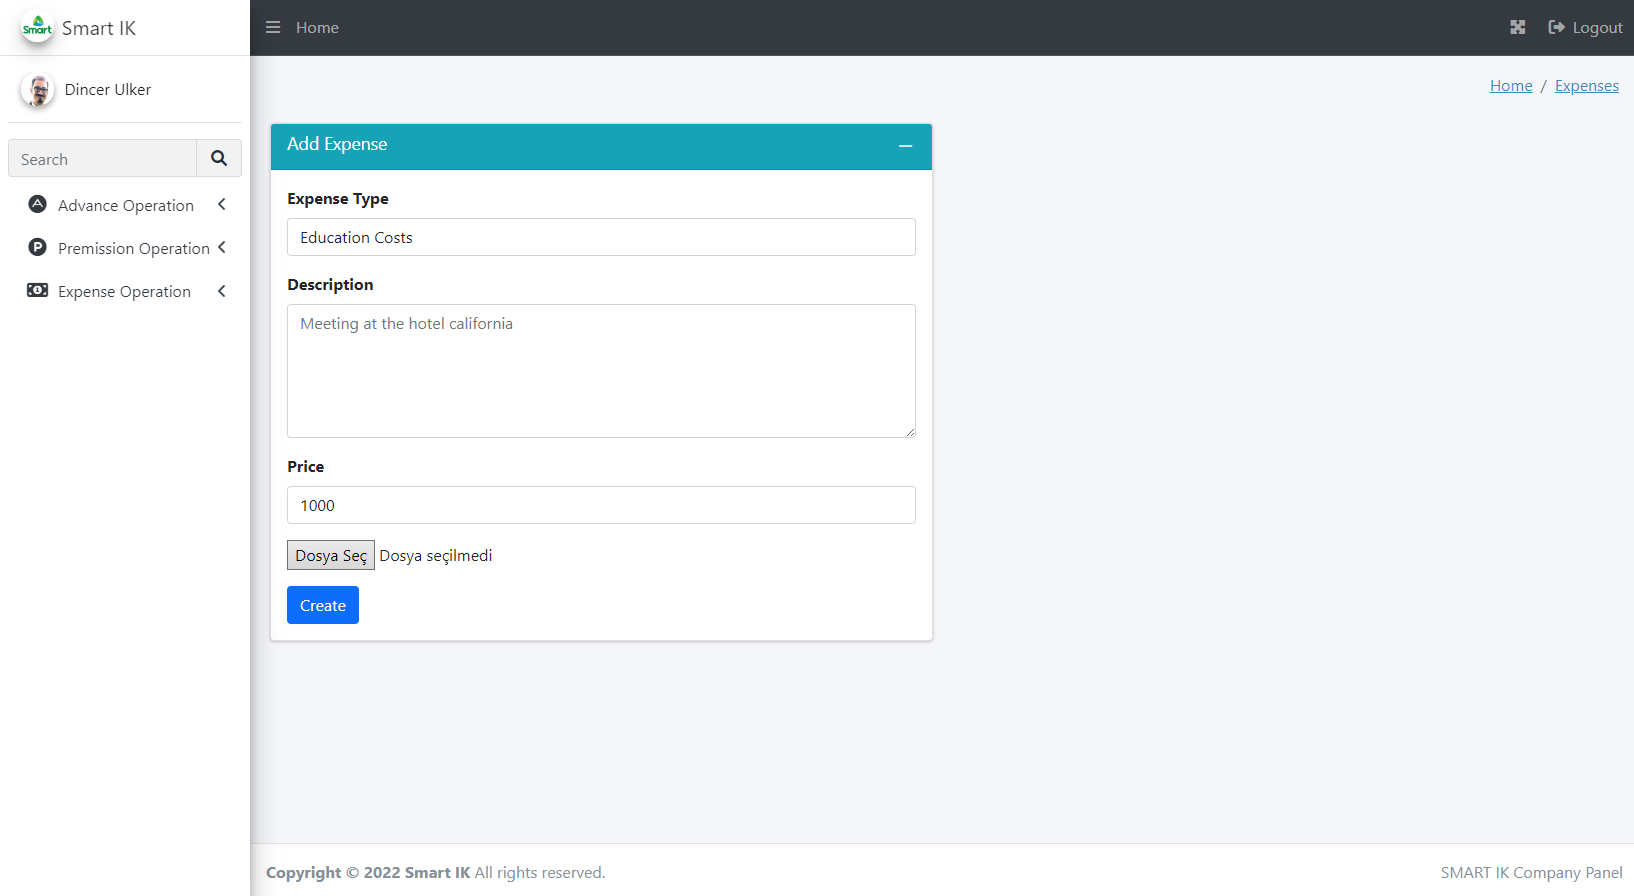 Smart
Smart IK
Home
Logout
Dincer Ulker
Home / Expenses
Search
Advance Operation
Premission Operation
Expense Operation
Add Expense
Expense Type
Education Costs
Description
Meeting at the hotel california
Price
1000
Dosya Seç Dosya seçilmedi
Create
Copyright © 2022 Smart IK All rights reserved.
SMART IK Company Panel